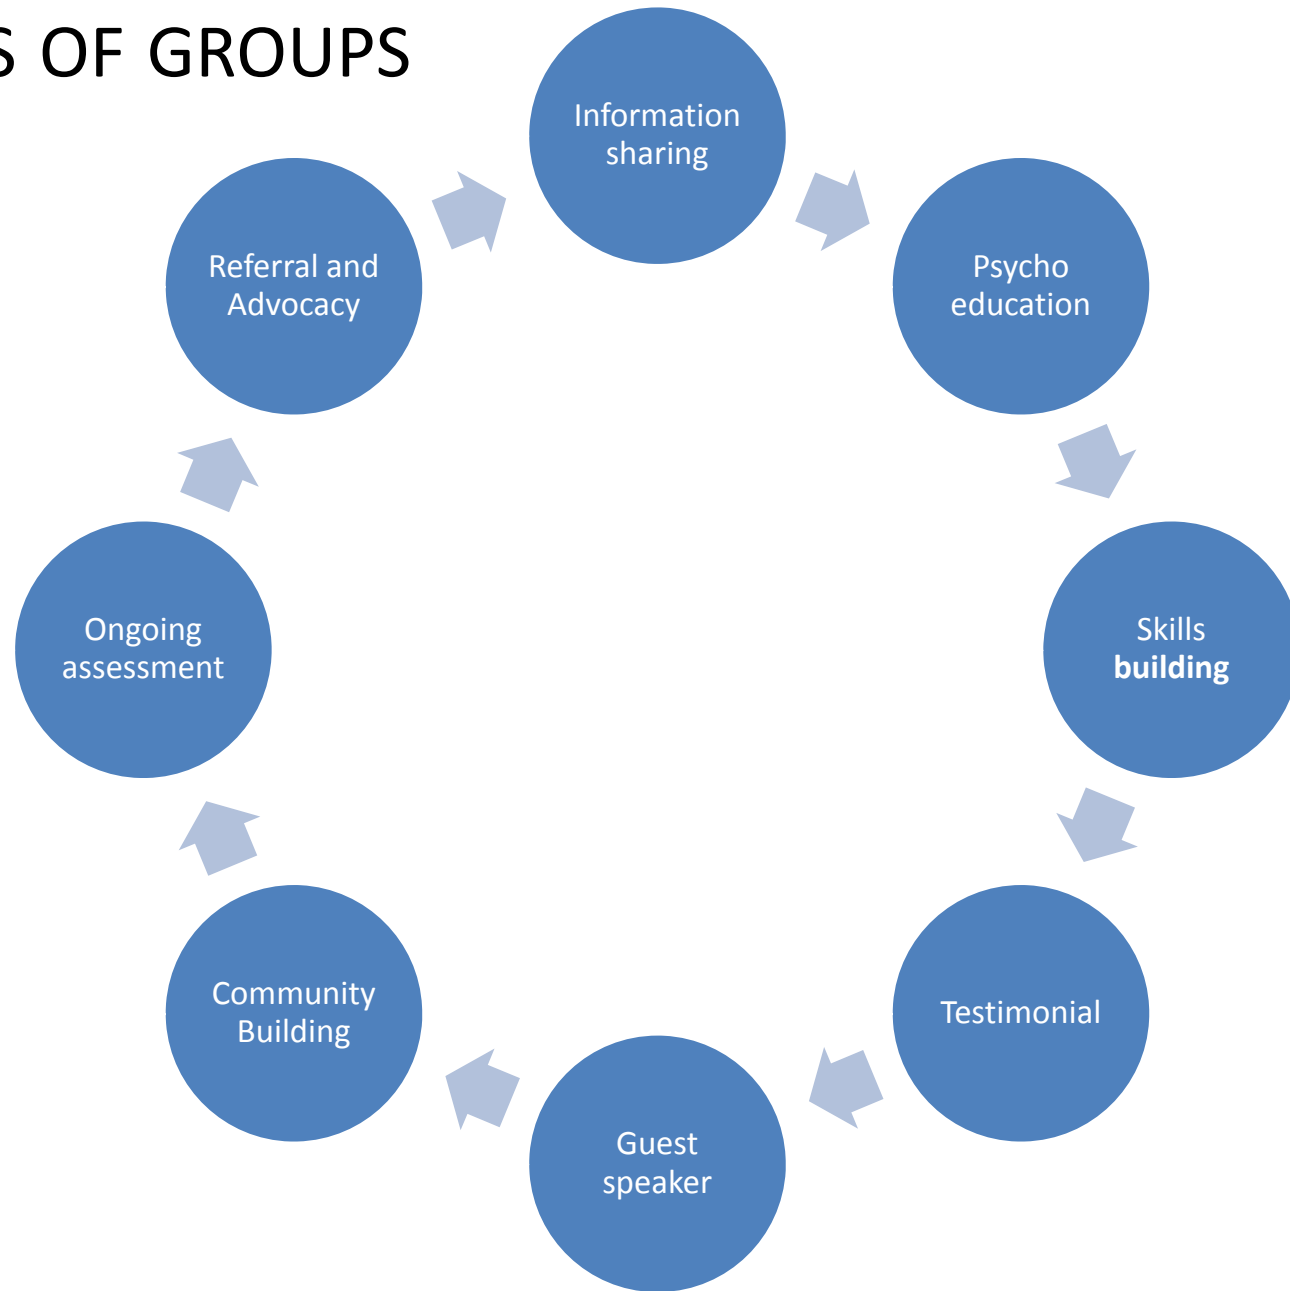 S OF GROUPS
Information
sharing
Psycho
education
Skills
building
Testimonial
Guest
speaker
Community
Building
Ongoing
assessment
Referral and
Advocacy